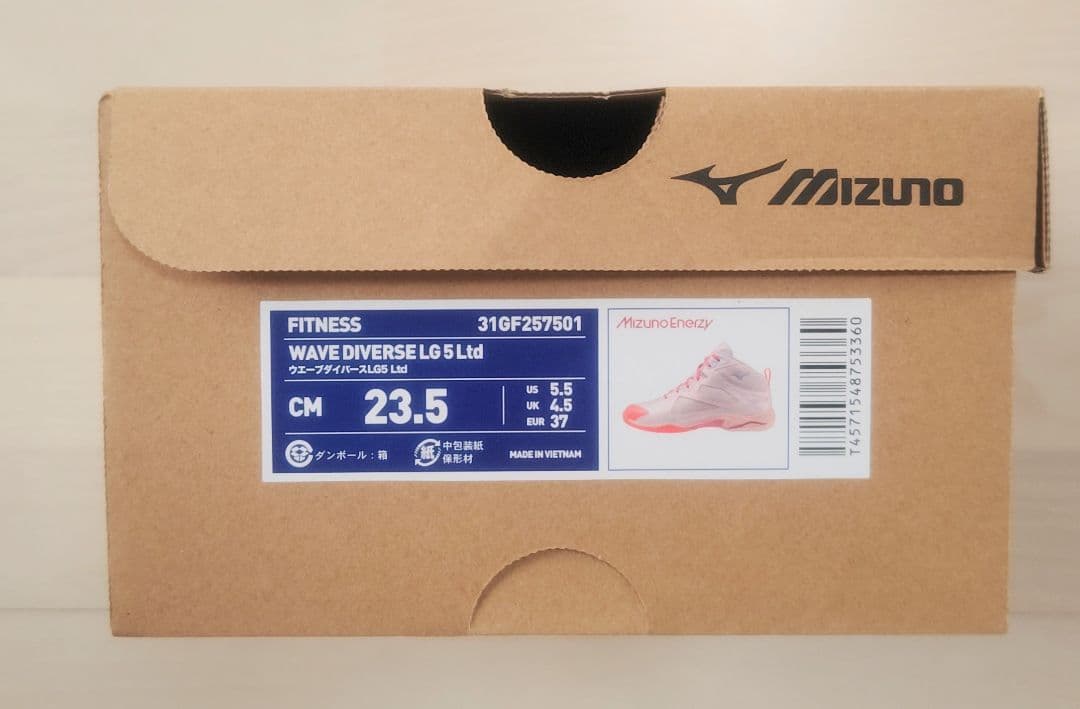 MIZUNO
FITNESS 31GF257501
WAVE DIVERSE LG 5 Ltd
ウエーブダイバースLG5 Ltd
CM 23.5
US 5.5
UK 4.5
EUR 37
ダンボール:箱
紙 中包装紙
保形材
MADE IN VIETNAM
MIZUNO ENERZY
T4571548753360